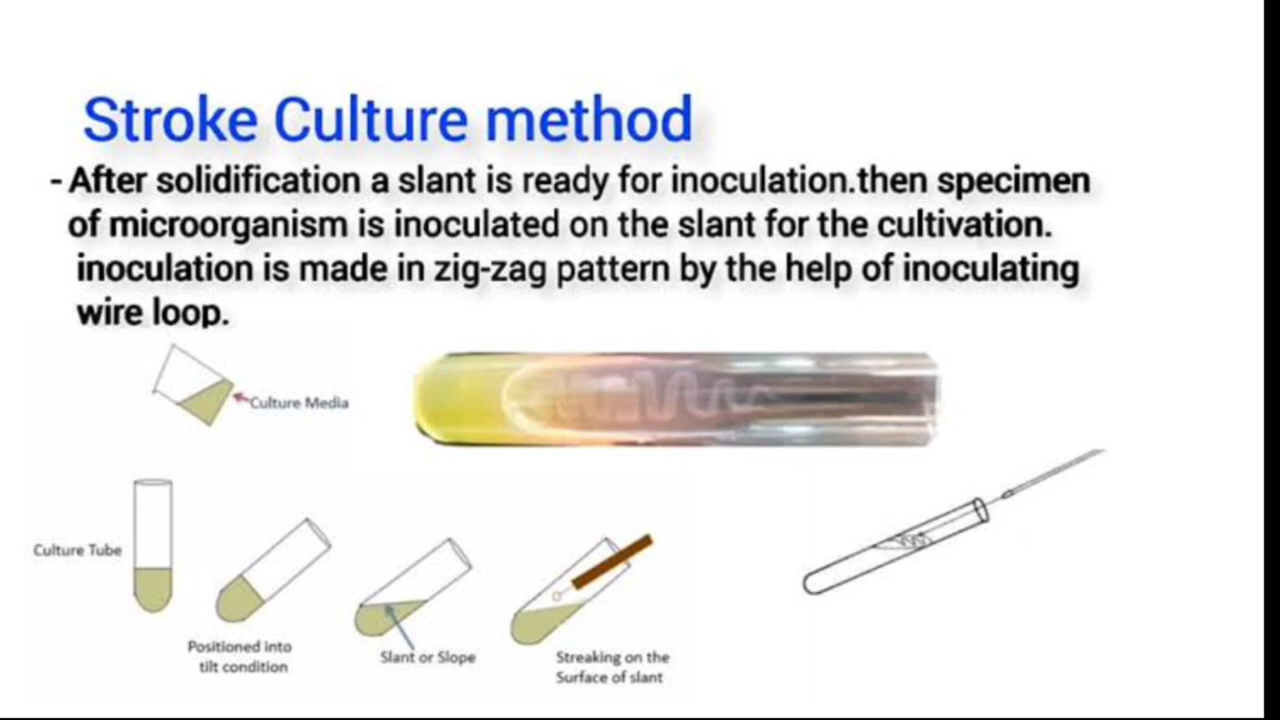 Stroke Culture method
- After solidification a slant is ready for inoculation.then specimen
of microorganism is inoculated on the slant for the cultivation.
inoculation is made in zig-zag pattern by the help of inoculating
wire loop.
Culture Media
Culture Tube
Positioned into
tilt condition
Slant or Slope
Streaking on the
Surface of slant